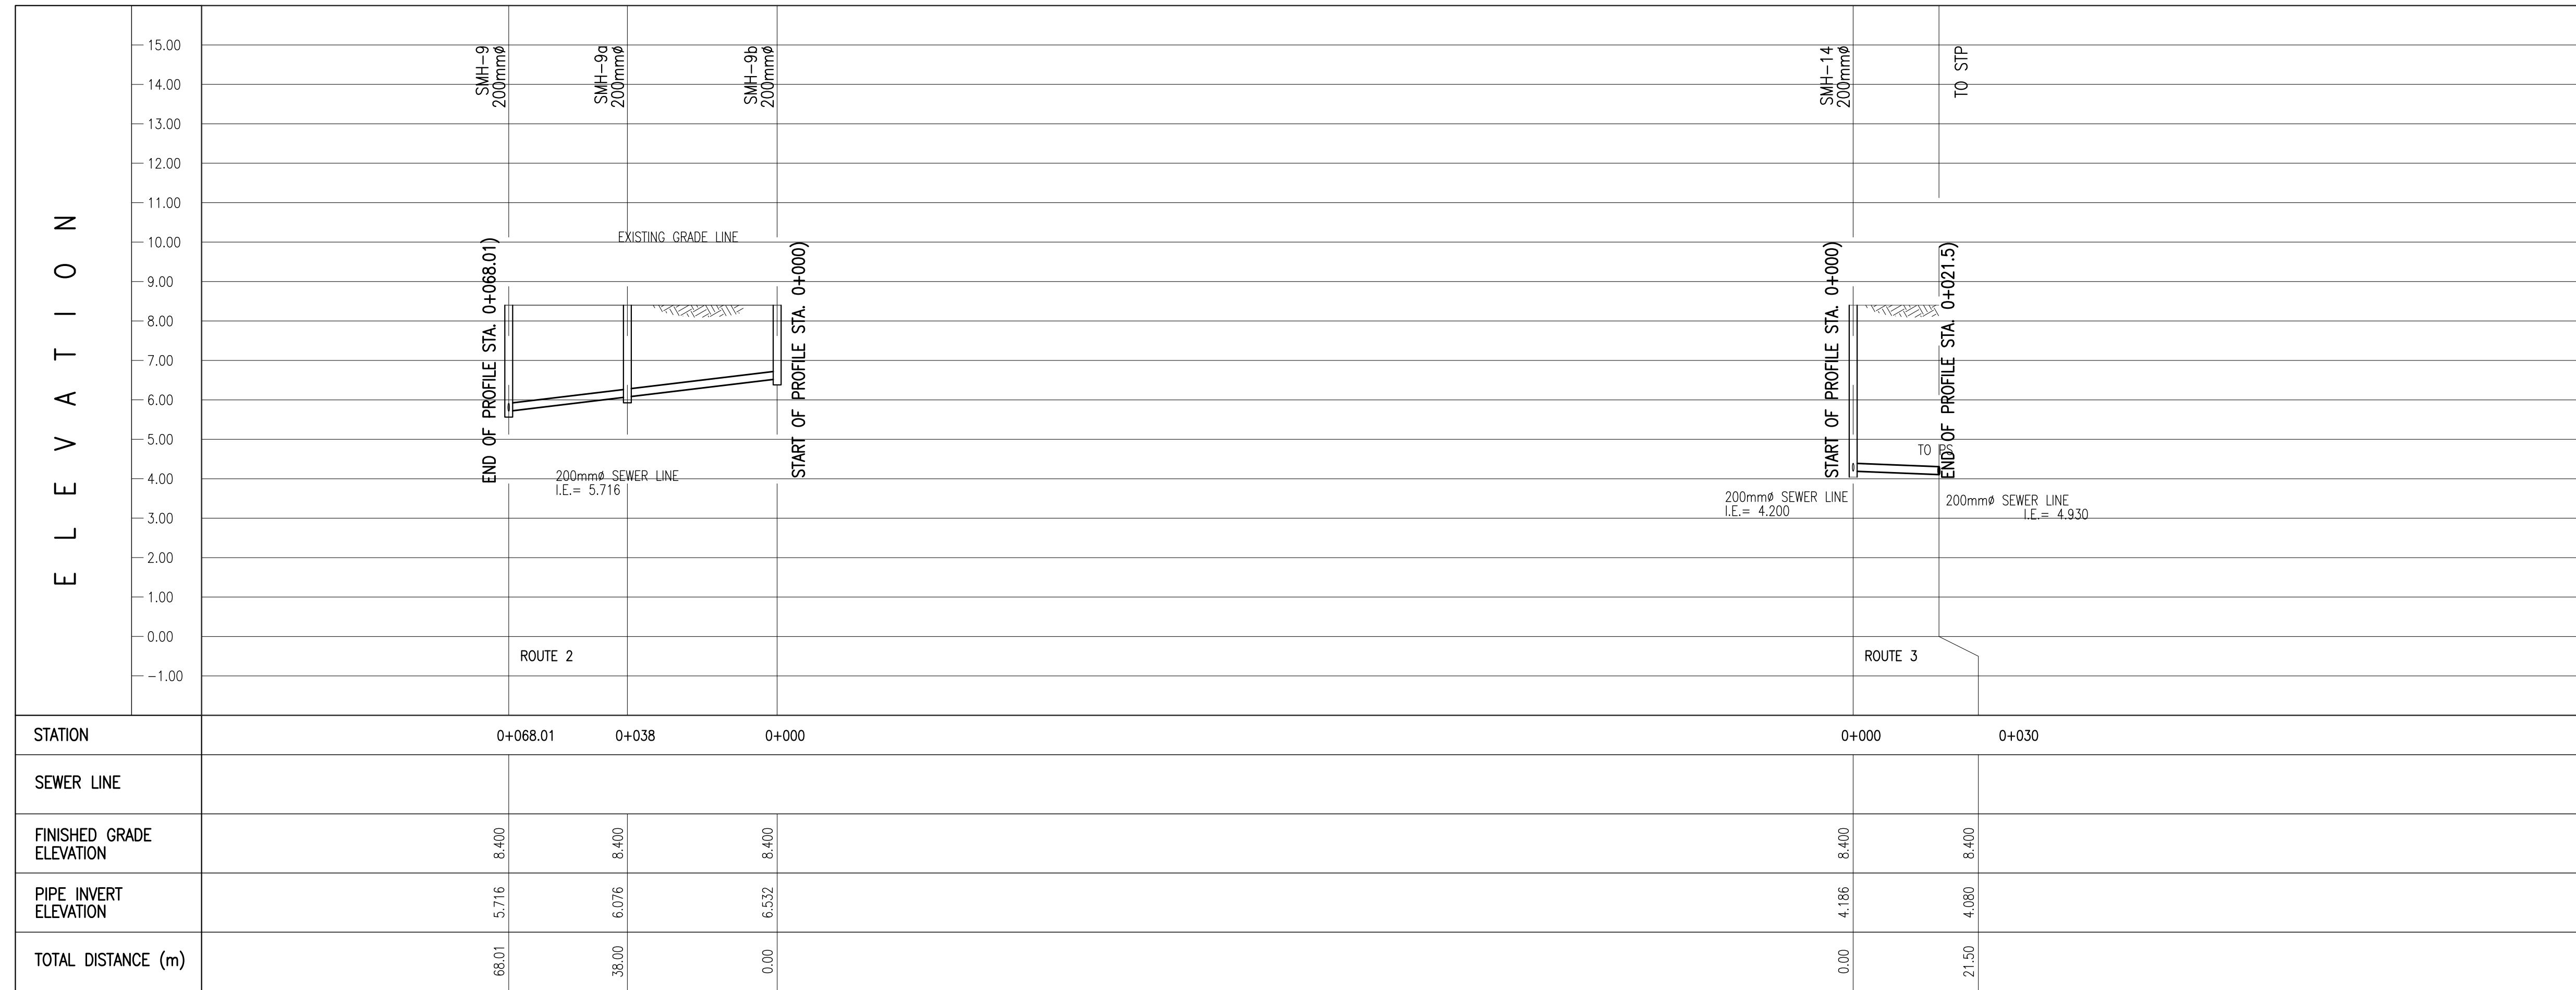 ELEVATION
15.00
14.00
13.00
12.00
11.00
10.00
9.00
8.00
7.00
6.00
5.00
4.00
3.00
2.00
1.00
0.00
-1.00
SMH-9
200mmø
SMH-9a
200mmø
SMH-9b
200mmø
EXISTING GRADE LINE
END OF PROFILE STA. 0+068.01)
START OF PROFILE STA. 0+000)
200mmø SEWER LINE
I.E.= 5.716
ROUTE 2
SMH-14
200mmø
TO STP
START OF PROFILE STA. 0+000)
END OF PROFILE STA. 0+021.5)
TO PS
200mmø SEWER LINE
I.E.= 4.200
200mmø SEWER LINE
I.E.= 4.930
ROUTE 3
STATION
0+068.01
0+038
0+000
0+000
0+030
SEWER LINE
FINISHED GRADE
ELEVATION
8.400
8.400
8.400
8.400
8.400
PIPE INVERT
ELEVATION
5.716
6.076
6.532
4.186
4.080
TOTAL DISTANCE (m)
68.01
38.00
0.00
0.00
21.50